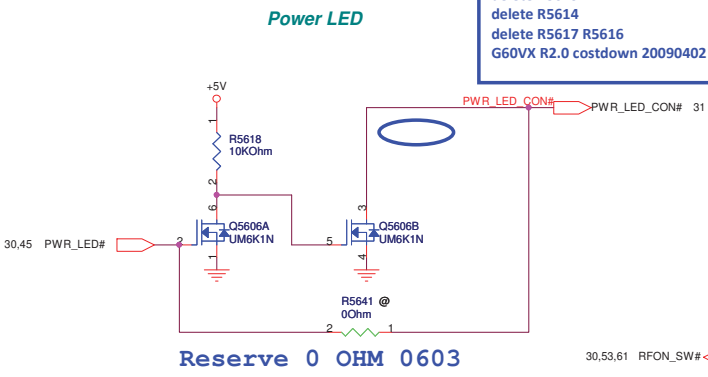 Power LED
delete R5614
delete R5617 R5616
G60VX R2.0 costdown 20090402
+5V
1
R5618
10KOhm
2
PWR_LED_CON#
PWR_LED_CON# 31
6
3
30,45 PWR_LED#
2
Q5606A
UM6K1N
5
Q5606B
UM6K1N
1
4
R5641 @
0Ohm
2
1
Reserve 0 OHM 0603
30,53,61 RFON_SW#